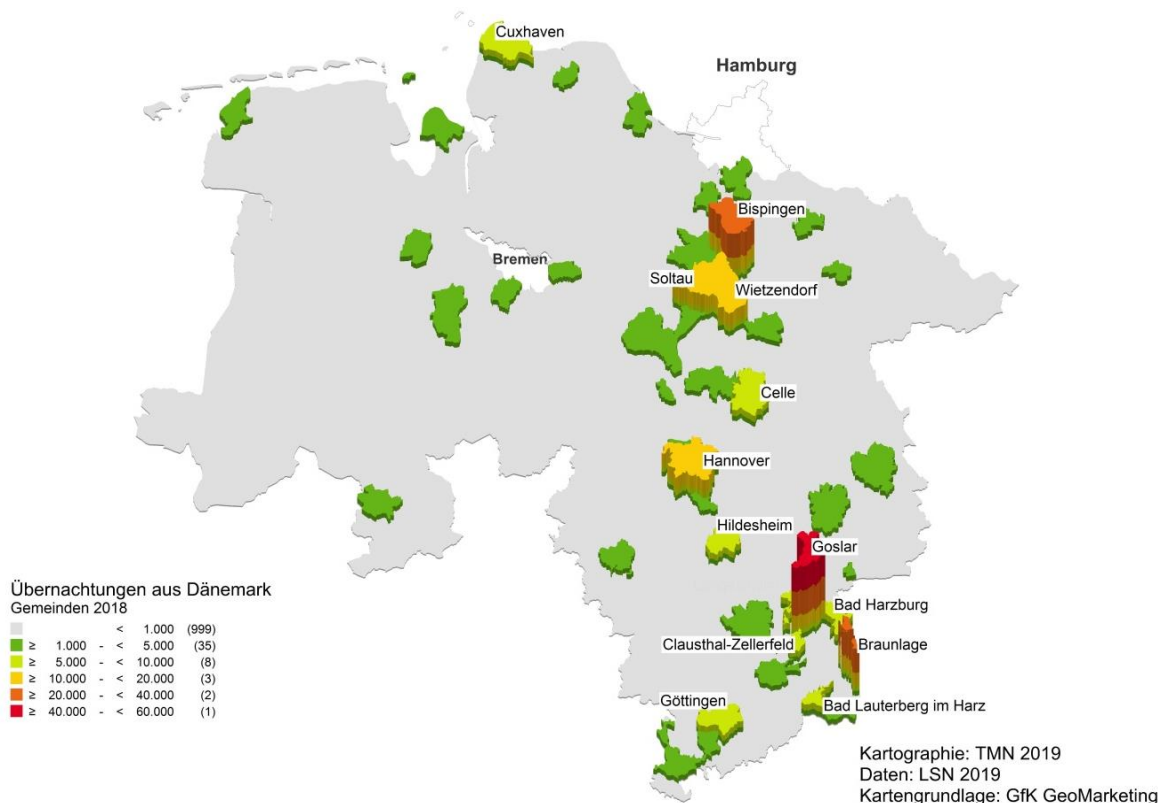 Cuxhaven
Hamburg
Bispingen
Bremen
Soltau
Wietzendorf
Celle
Hannover
Hildesheim
Goslar
Bad Harzburg
Clausthal-Zellerfeld
Braunlage
Göttingen
Bad Lauterberg im Harz
Übernachtungen aus Dänemark
Gemeinden 2018
< 1.000 (999)
≥ 1.000 - < 5.000 (35)
≥ 5.000 - < 10.000 (8)
≥ 10.000 - < 20.000 (3)
≥ 20.000 - < 40.000 (2)
≥ 40.000 - < 60.000 (1)
Kartographie: TMN 2019
Daten: LSN 2019
Kartengrundlage: GfK GeoMarketing